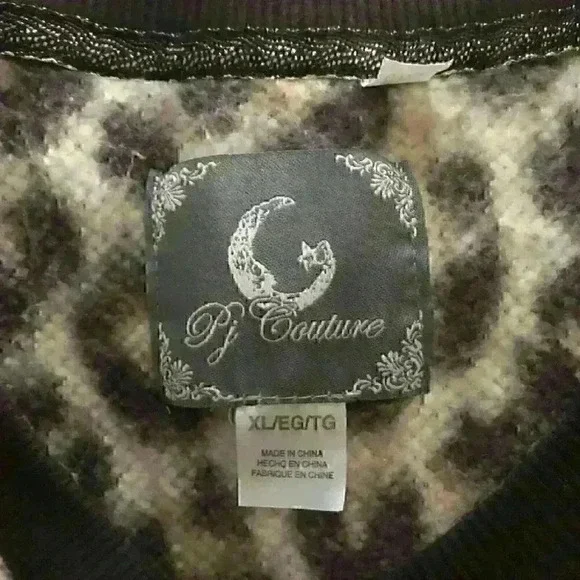 Pj Couture
XL/EG/TG
MADE IN CHINA
HECHO EN CHINA
FABRIQUE EN CHINE